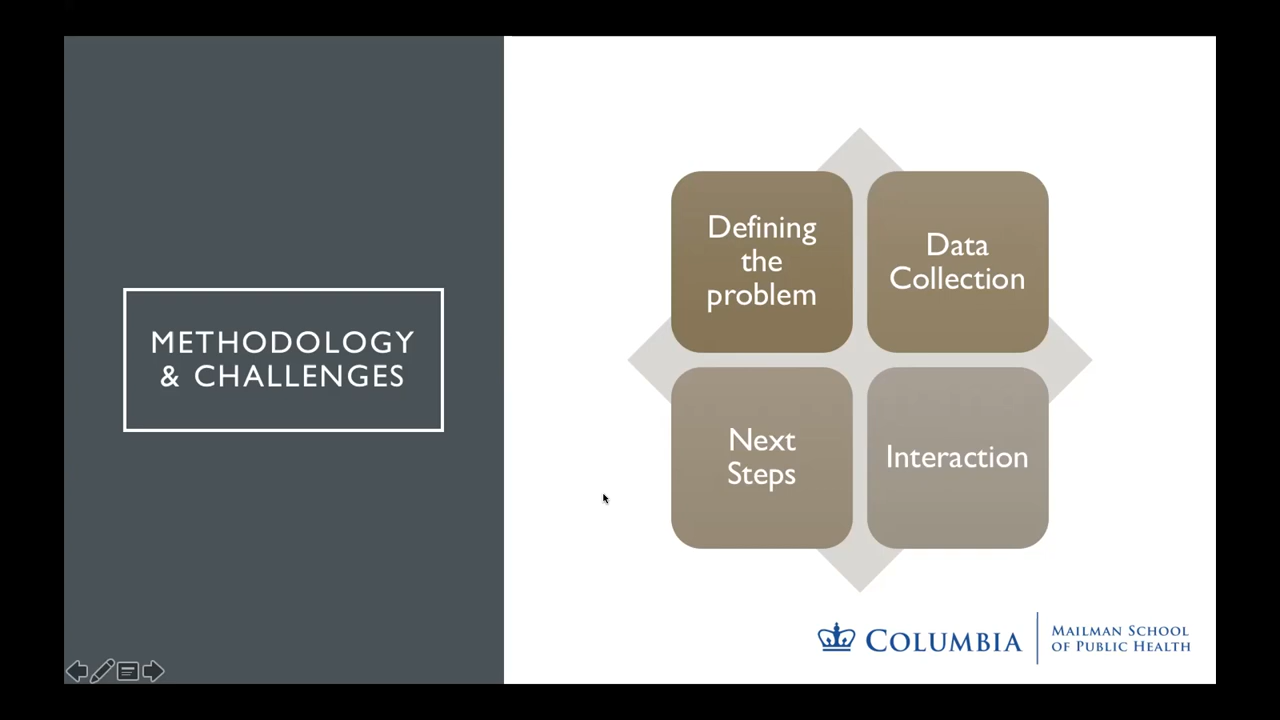 METHODOLOGY
& CHALLENGES
Defining
the
problem
Data
Collection
Next
Steps
Interaction
COLUMBIA
MAILMAN SCHOOL
OF PUBLIC HEALTH